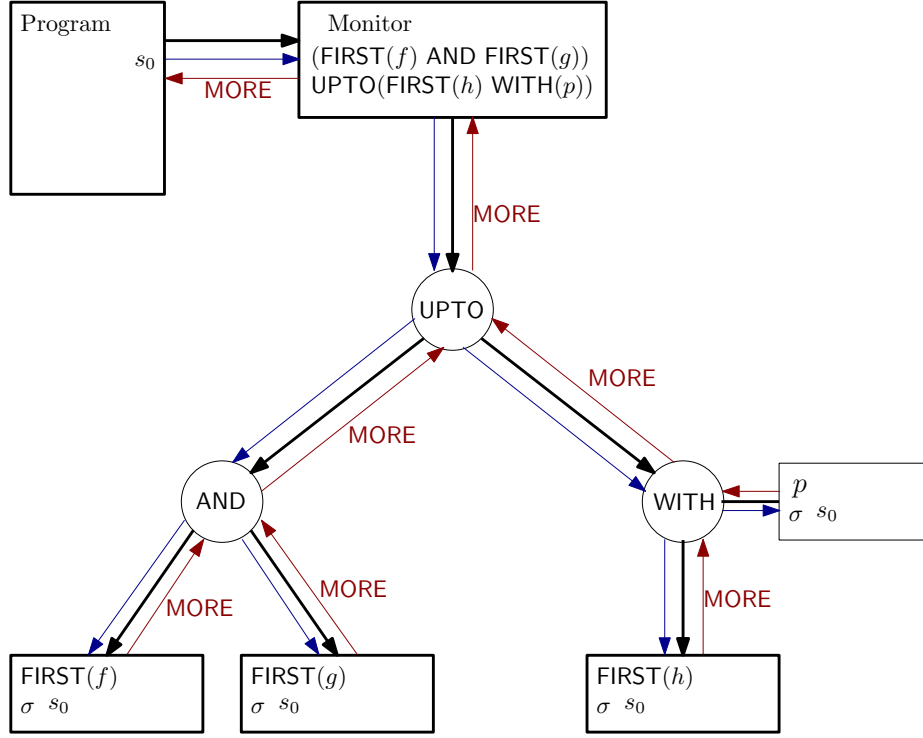 Program
s₀
MORE
Monitor
(FIRST(f) AND FIRST(g))
UPTO(FIRST(h) WITH(p))
MORE
UPTO
MORE
MORE
AND
WITH
p
σ s₀
MORE
MORE
MORE
FIRST(f)
σ s₀
FIRST(g)
σ s₀
FIRST(h)
σ s₀